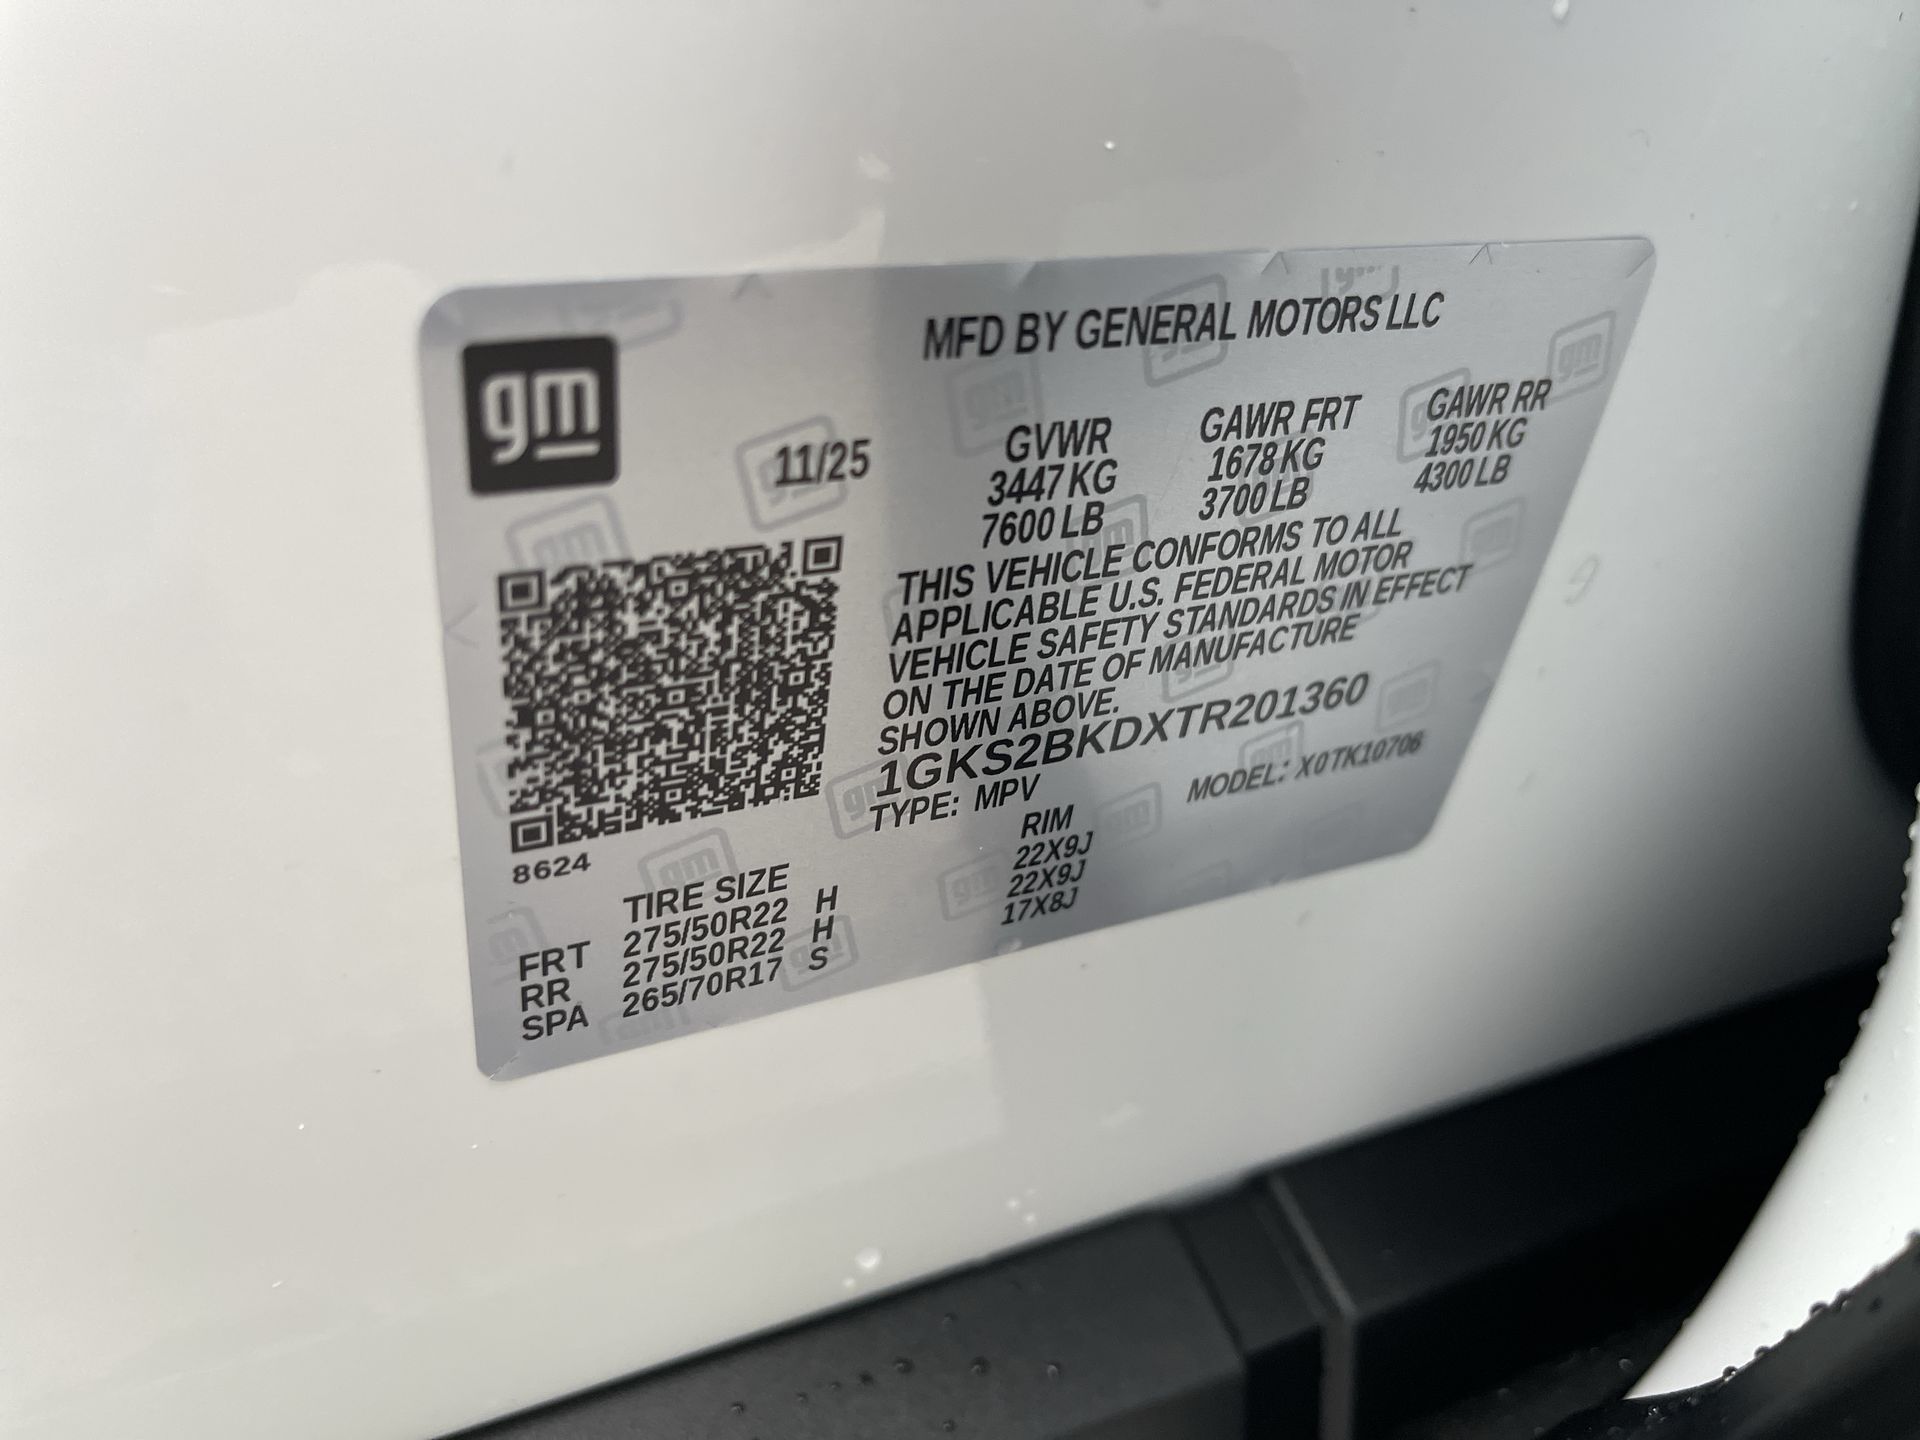 gm
MFD BY GENERAL MOTORS LLC
11/25
GVWR GAWR FRT GAWR RR
3447 KG 1678 KG 1950 KG
7600 LB 3700 LB 4300 LB
THIS VEHICLE CONFORMS TO ALL
APPLICABLE U.S. FEDERAL MOTOR
VEHICLE SAFETY STANDARDS IN EFFECT
ON THE DATE OF MANUFACTURE
SHOWN ABOVE.
1GKS2BKDXTR201360
TYPE: MPV MODEL: X0TK10706
8624
TIRE SIZE RIM
FRT 275/50R22 H 22X9J
RR 275/50R22 H 22X9J
SPA 265/70R17 S 17X8J